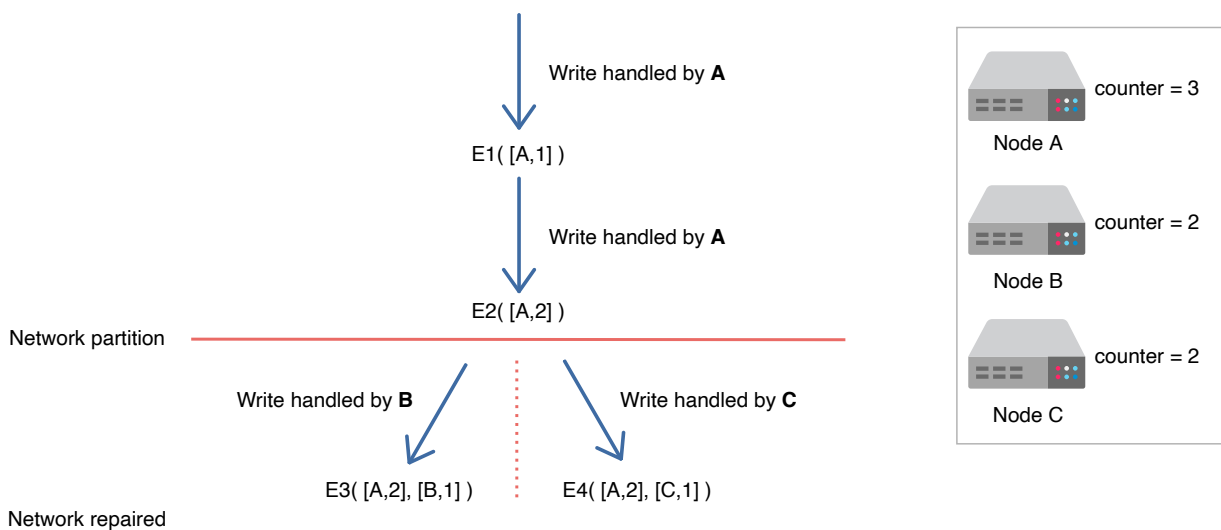 Write handled by A
E1( [A,1] )
Write handled by A
E2( [A,2] )
Network partition
Write handled by B
Write handled by C
E3( [A,2], [B,1] )
E4( [A,2], [C,1] )
Network repaired
counter = 3
Node A
counter = 2
Node B
counter = 2
Node C